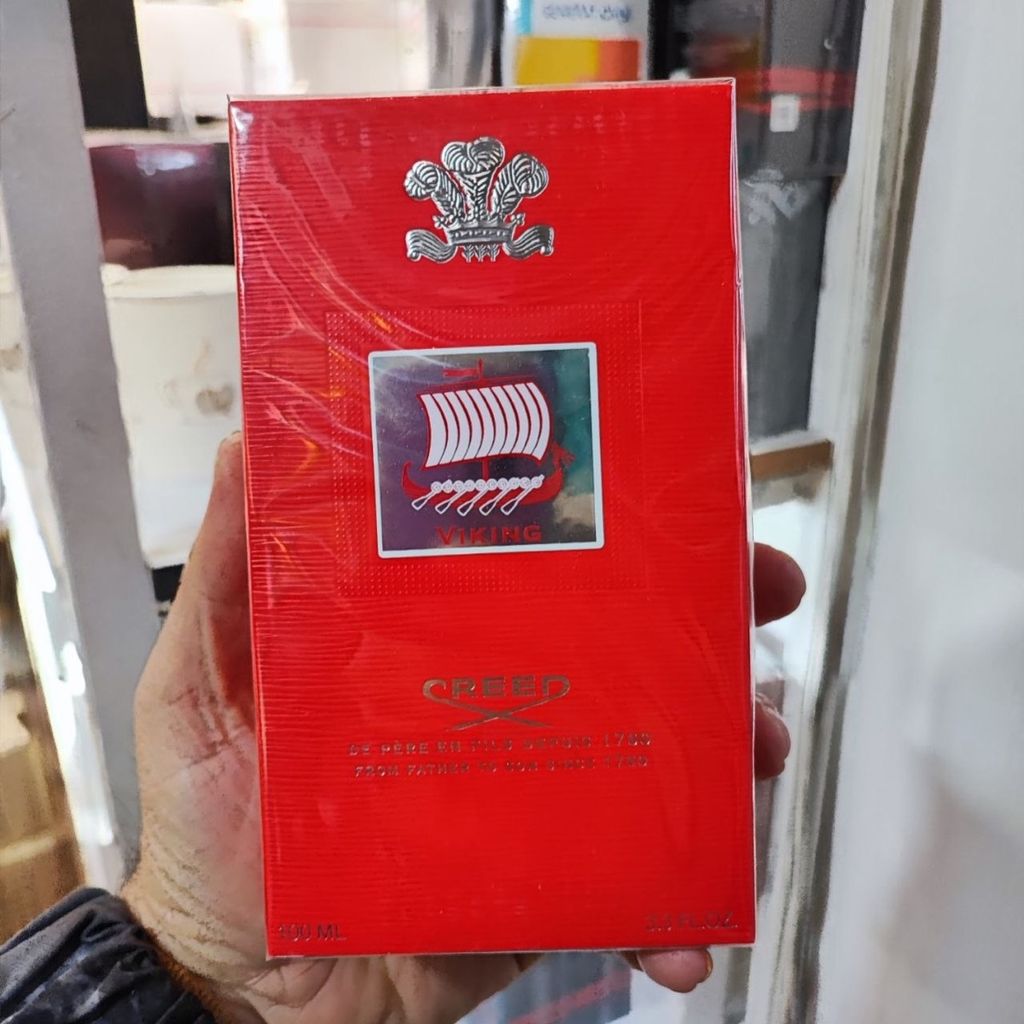 ViKING
CREED
DE PÈRE EN FILS DEPUIS 1760
FROM FATHER TO SON SINCE 1760
100 ML
3.3 FL.OZ.